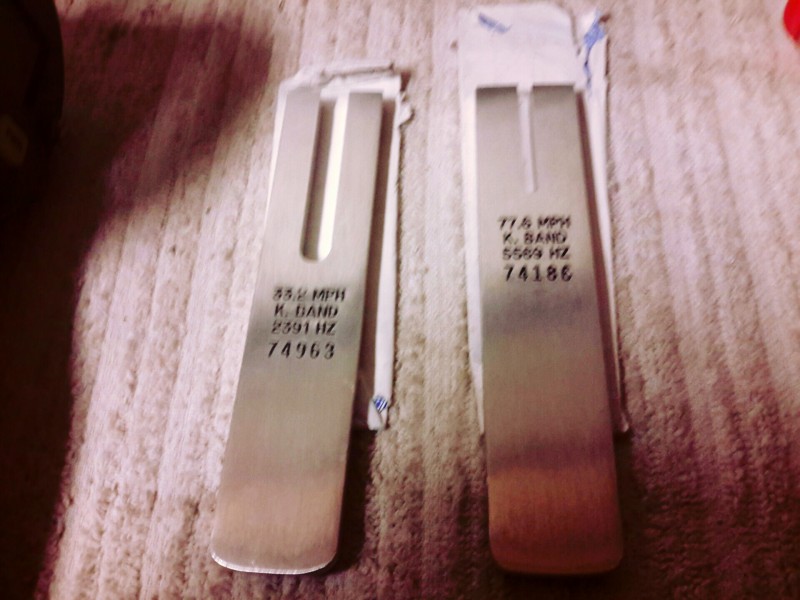 33.2 MPH
K. BAND
2391 HZ
74963
77.6 MPH
K. BAND
5569 HZ
74186